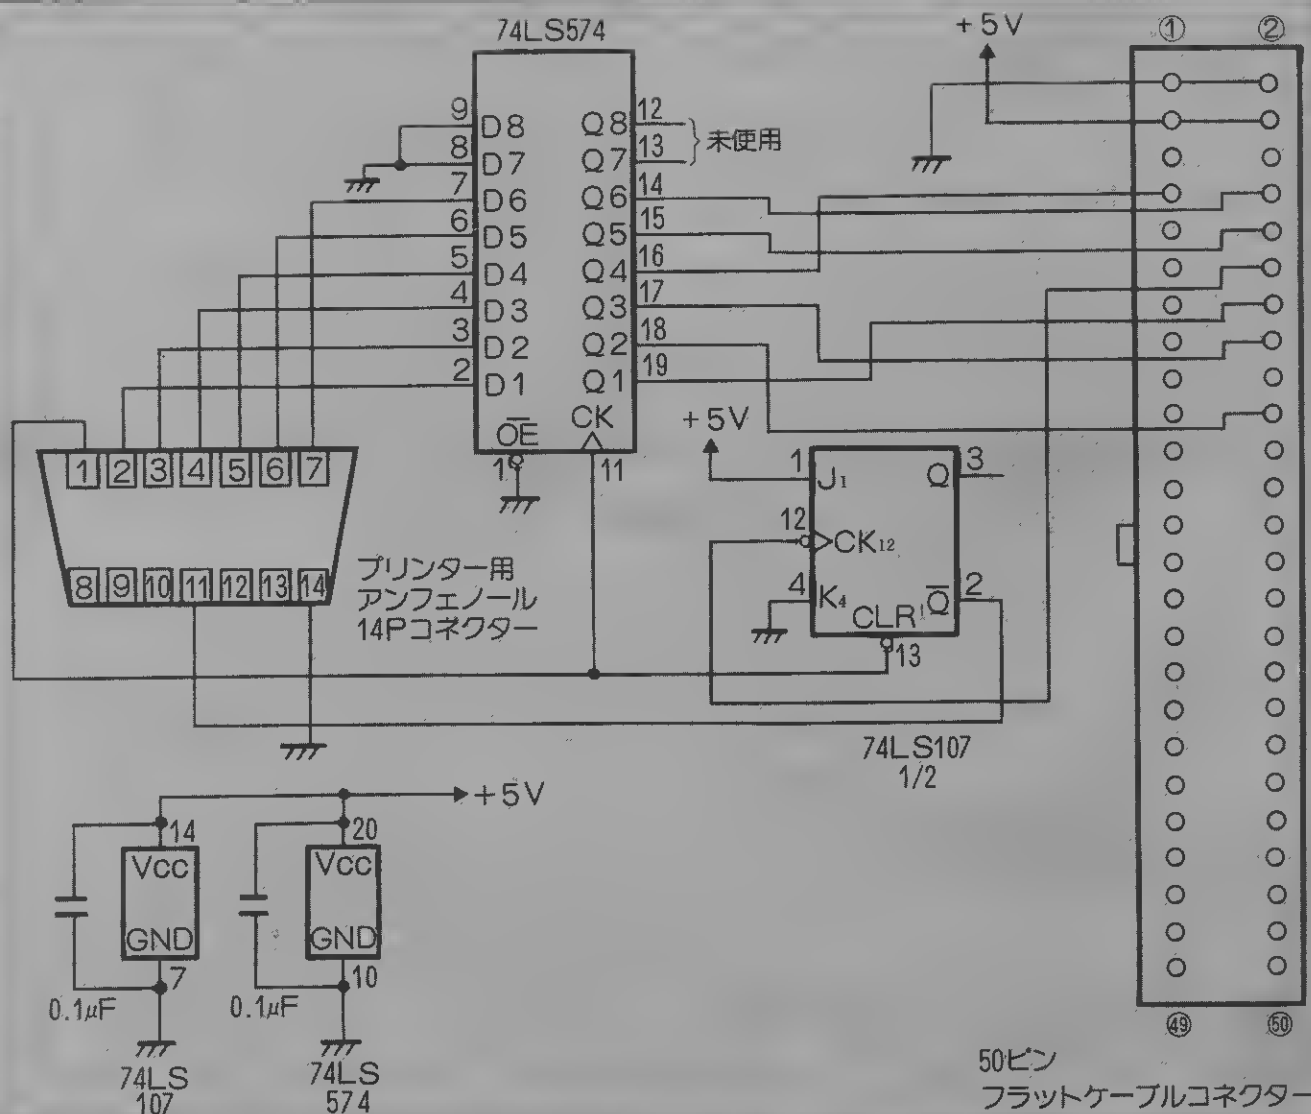 74LS574
+5V
①
②
9
D8
Q8
12
8
D7
Q7
13
未使用
7
D6
Q6
14
6
D5
Q5
15
5
D4
Q4
16
4
D3
Q3
17
3
D2
Q2
18
2
D1
Q1
19
OE
CK
1
11
+5V
1
J1
Q
3
12
CK12
4
K4
Q
2
CLR1
13
74LS107
1/2
1
2
3
4
5
6
7
8
9
10
11
12
13
14
プリンター用
アンフェノール
14Pコネクター
+5V
14
Vcc
GND
7
0.1μF
74LS
107
20
Vcc
GND
10
0.1μF
74LS
574
㊾
㊿
50ピン
フラットケーブルコネクター